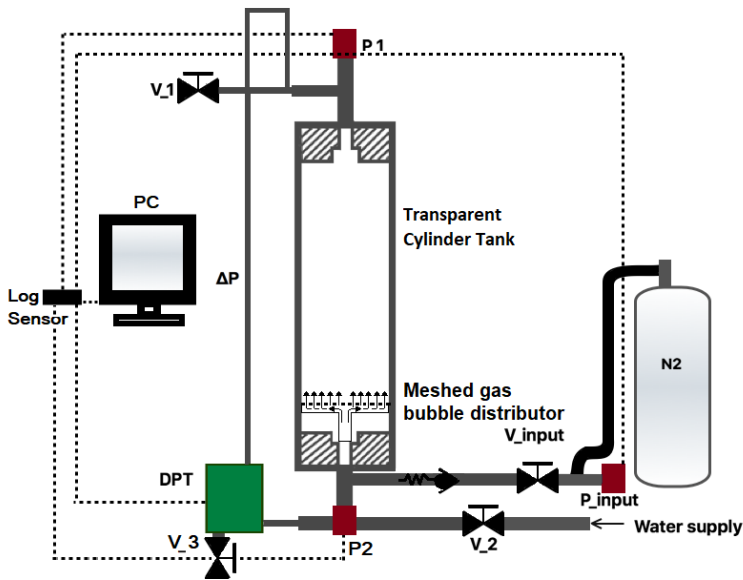 P 1
V_1
PC
Transparent
Cylinder Tank
ΔP
Log
Sensor
N2
Meshed gas
bubble distributor
V_input
DPT
P_input
V_3
P2
V_2
Water supply